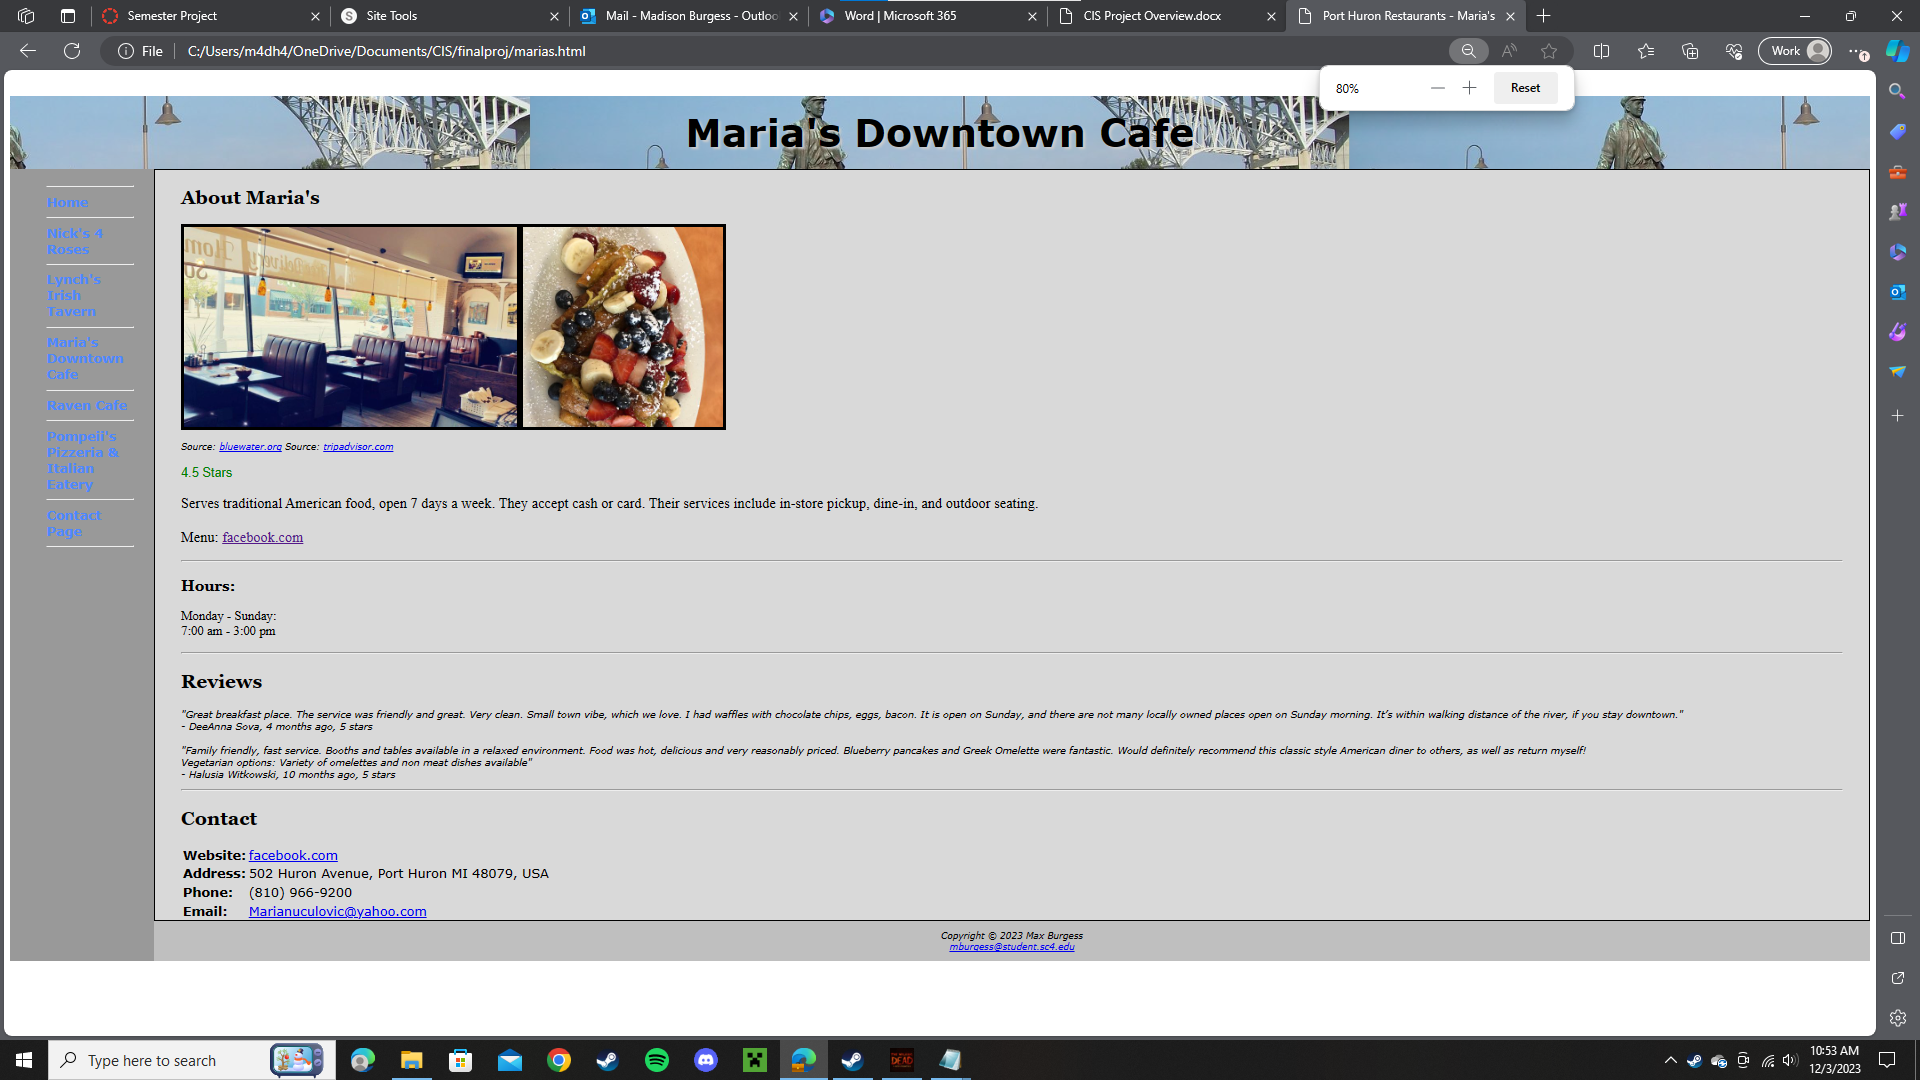 Semester Project
Site Tools
Mail - Madison Burgess - Outlo
Word | Microsoft 365
CIS Project Overview.docx
Port Huron Restaurants - Maria's
File
C:/Users/m4dh4/OneDrive/Documents/CIS/finalproj/marias.html
Work
80%
Reset
Maria's Downtown Cafe
Home
Nick's 4
Roses
Lynch's
Irish
Tavern
Maria's
Downtown
Cafe
Raven Cafe
Pompeii's
Pizzeria &
Italian
Eatery
Contact
Page
About Maria's
Source: bluewater.org Source: tripadvisor.com
4.5 Stars
Serves traditional American food, open 7 days a week. They accept cash or card. Their services include in-store pickup, dine-in, and outdoor seating.
Menu: facebook.com
Hours:
Monday - Sunday:
7:00 am - 3:00 pm
Reviews
"Great breakfast place. The service was friendly and great. Very clean. Small town vibe, which we love. I had waffles with chocolate chips, eggs, bacon. It is open on Sunday, and there are not many locally owned places open on Sunday morning. It's within walking distance of the river, if you stay downtown."
- DeeAnna Sova, 4 months ago, 5 stars
"Family friendly, fast service. Booths and tables available in a relaxed environment. Food was hot, delicious and very reasonably priced. Blueberry pancakes and Greek Omelette were fantastic. Would definitely recommend this classic style American diner to others, as well as return myself!
Vegetarian options: Variety of omelettes and non meat dishes available"
- Halusia Witkowski, 10 months ago, 5 stars
Contact
Website: facebook.com
Address: 502 Huron Avenue, Port Huron MI 48079, USA
Phone: (810) 966-9200
Email: Marianuculovic@yahoo.com
Copyright © 2023 Max Burgess
mburgess@student.sc4.edu
Type here to search
10:53 AM
12/3/2023